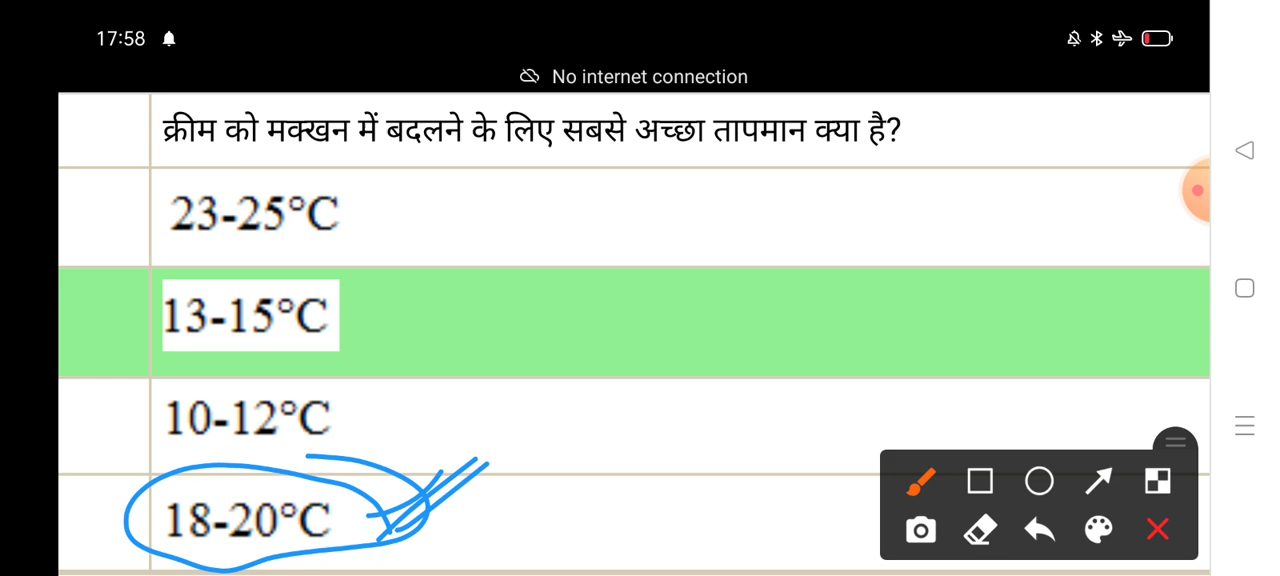 17:58
No internet connection
क्रीम को मक्खन में बदलने के लिए सबसे अच्छा तापमान क्या है?
23-25°C
13-15°C
10-12°C
18-20°C